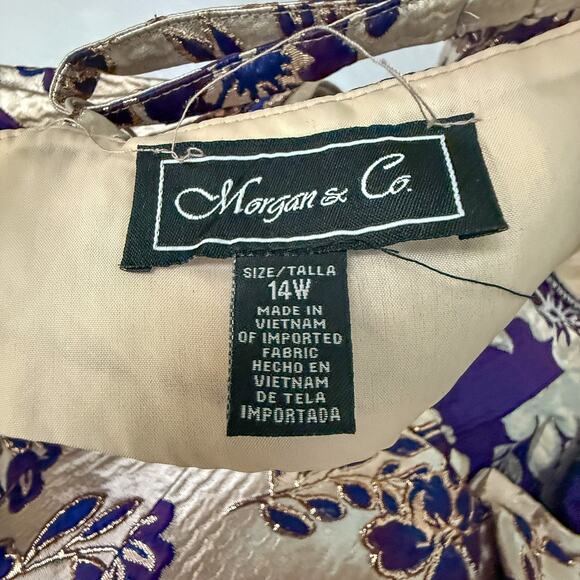 Morgan & Co.
SIZE/TALLA
14W
MADE IN
VIETNAM
OF IMPORTED
FABRIC
HECHO EN
VIETNAM
DE TELA
IMPORTADA